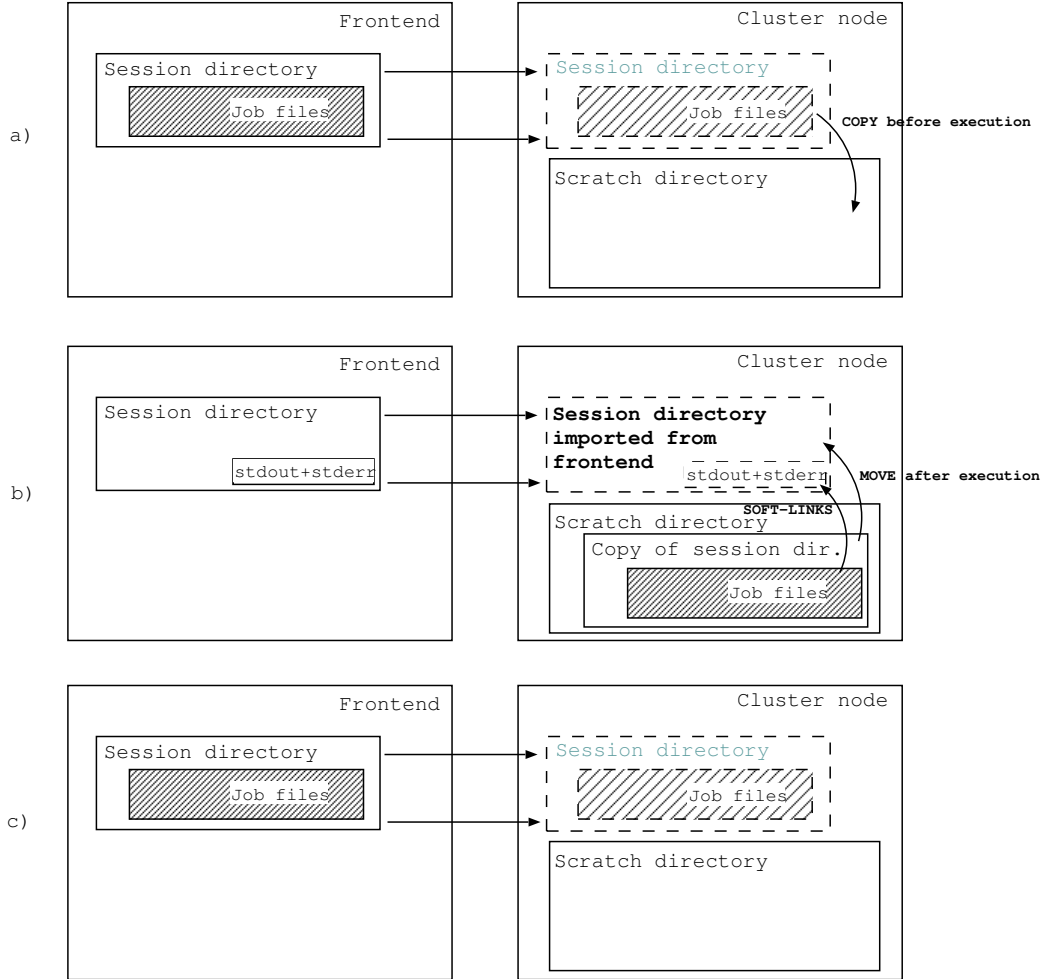 Frontend
Cluster node
Session directory
Job files
Session directory
Job files
a)
COPY before execution
Scratch directory
Frontend
Cluster node
Session directory
stdout+stderr
Session directory
imported from
frontend
stdout+stderr
b)
MOVE after execution
SOFT-LINKS
Scratch directory
Copy of session dir.
Job files
Frontend
Cluster node
Session directory
Job files
Session directory
Job files
c)
Scratch directory